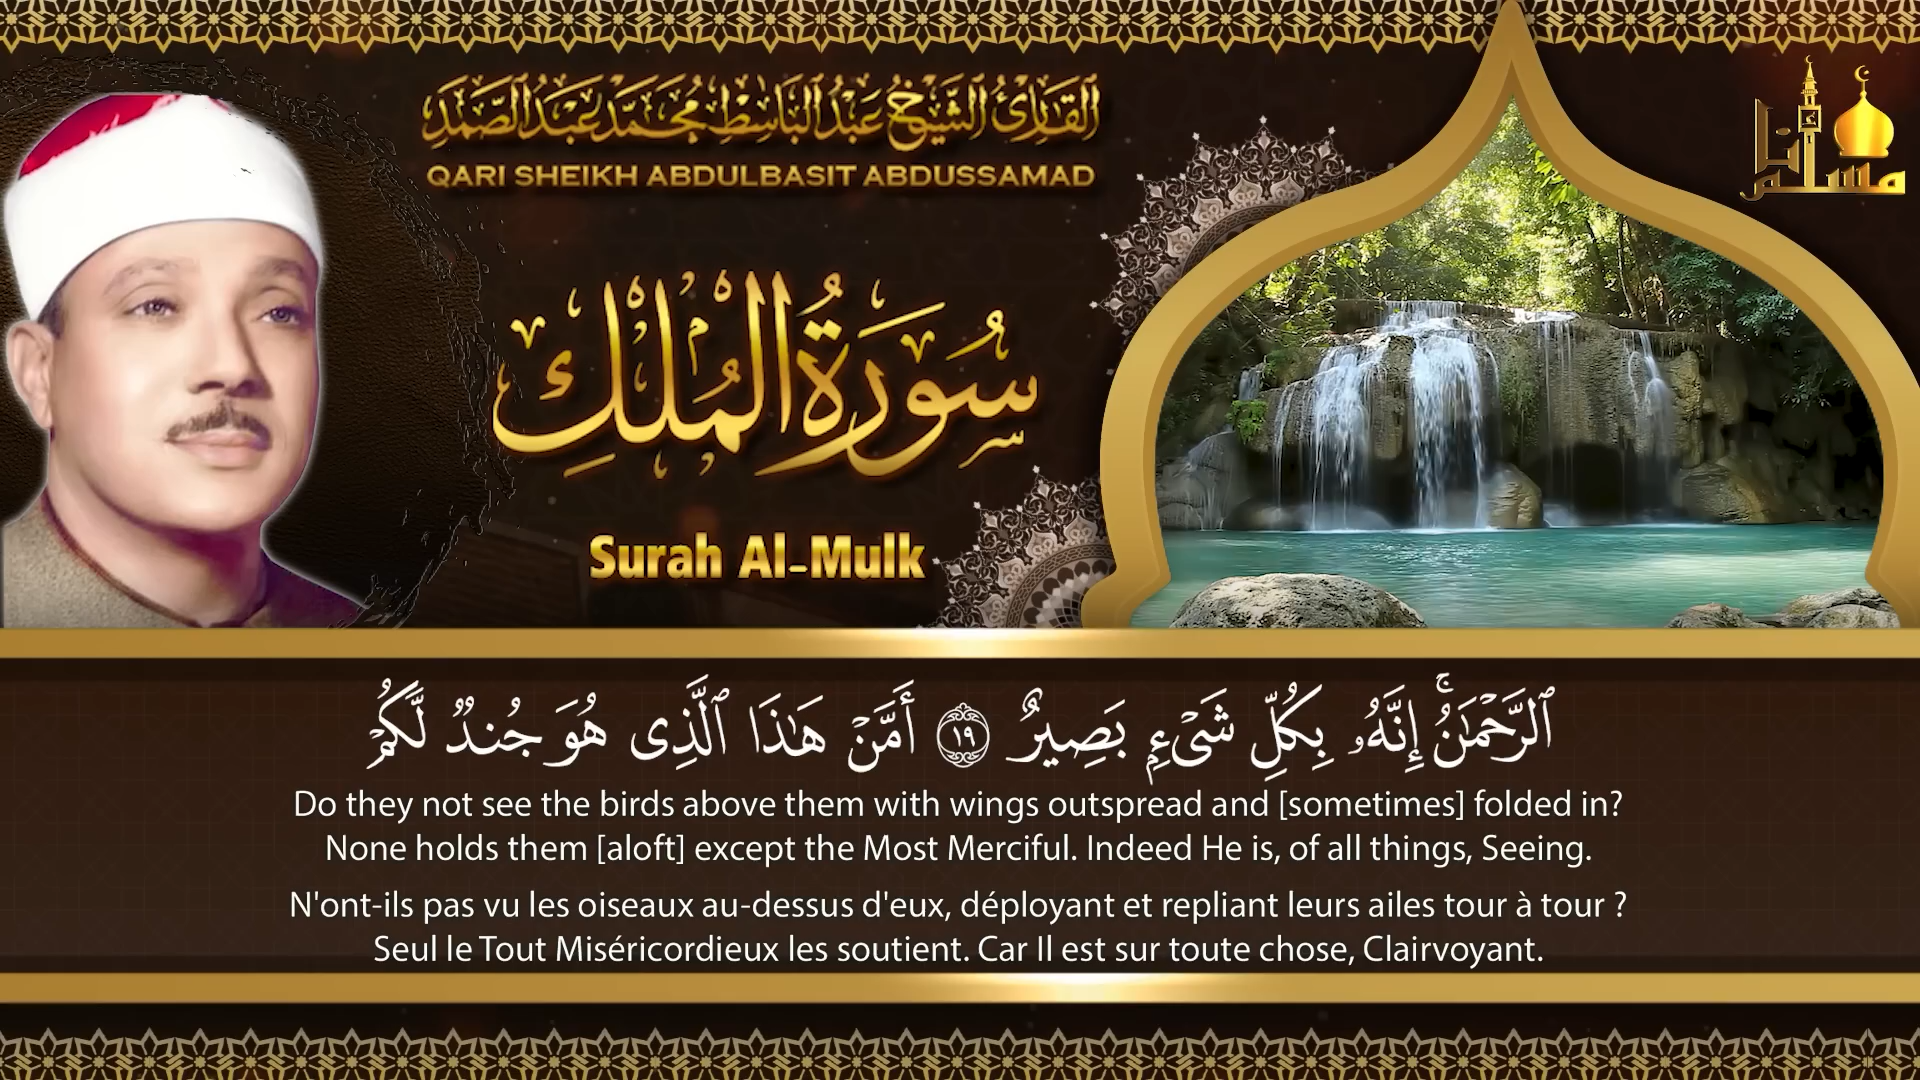 القارئ الشيخ عبد الباسط محمد عبد الصمد
QARI SHEIKH ABDULBASIT ABDUSSAMAD
أنا مسلم
سُورَةُ الْمُلْكِ
Surah Al-Mulk
ٱلرَّحْمَـٰنُ ۚ إِنَّهُۥ بِكُلِّ شَىْءٍۭ بَصِيرٌ ١٩ أَمَّنْ هَـٰذَا ٱلَّذِى هُوَ جُندٌ لَّكُمْ
Do they not see the birds above them with wings outspread and [sometimes] folded in?
None holds them [aloft] except the Most Merciful. Indeed He is, of all things, Seeing.
N'ont-ils pas vu les oiseaux au-dessus d'eux, déployant et repliant leurs ailes tour à tour ?
Seul le Tout Miséricordieux les soutient. Car Il est sur toute chose, Clairvoyant.